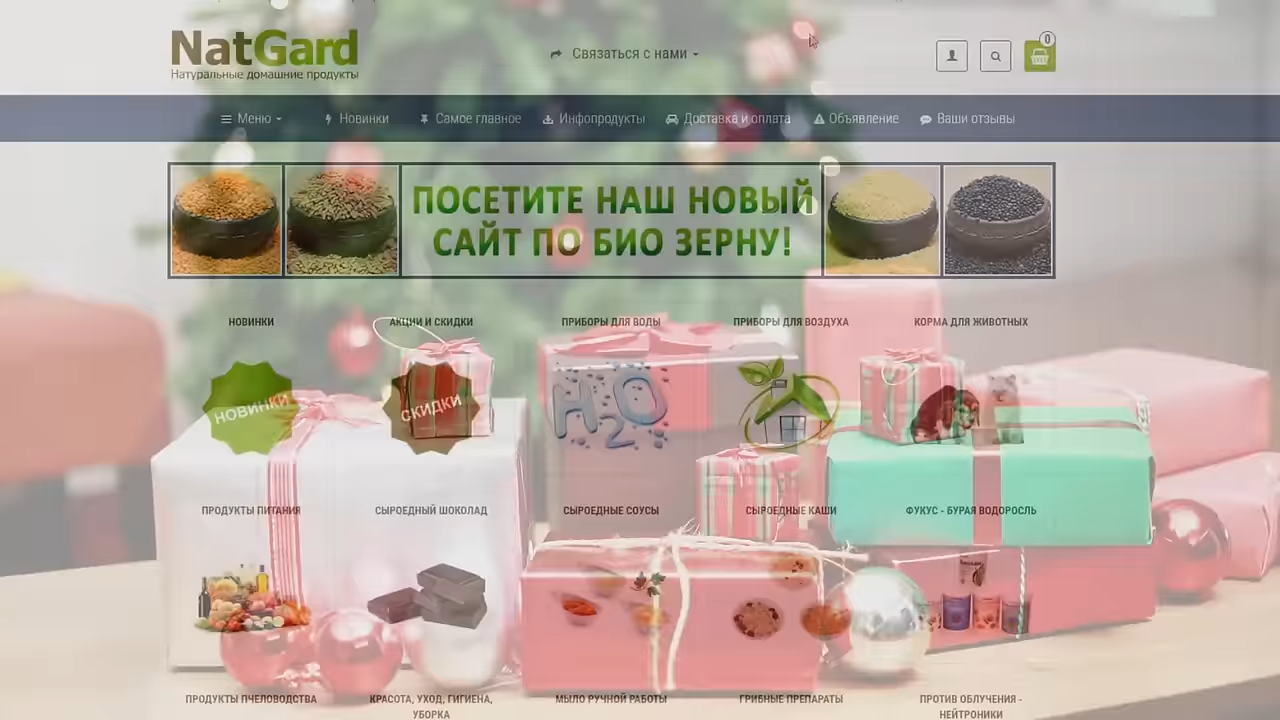 NatGard
Натуральные домашние продукты
Связаться с нами
0
Меню
Новинки
Самое главное
Инфопродукты
Доставка и оплата
Объявление
Ваши отзывы
ПОСЕТИТЕ НАШ НОВЫЙ
САЙТ ПО БИО ЗЕРНУ!
НОВИНКИ
АКЦИИ И СКИДКИ
ПРИБОРЫ ДЛЯ ВОДЫ
ПРИБОРЫ ДЛЯ ВОЗДУХА
КОРМА ДЛЯ ЖИВОТНЫХ
НОВИНКИ
СКИДКИ
H2O
ПРОДУКТЫ ПИТАНИЯ
СЫРОЕДНЫЙ ШОКОЛАД
СЫРОЕДНЫЕ СОУСЫ
СЫРОЕДНЫЕ КАШИ
ФУКУС - БУРАЯ ВОДОРОСЛЬ
ПРОДУКТЫ ПЧЕЛОВОДСТВА
КРАСОТА, УХОД, ГИГИЕНА,
УБОРКА
МЫЛО РУЧНОЙ РАБОТЫ
ГРИБНЫЕ ПРЕПАРАТЫ
ПРОТИВ ОБЛУЧЕНИЯ -
НЕЙТРОНИКИ